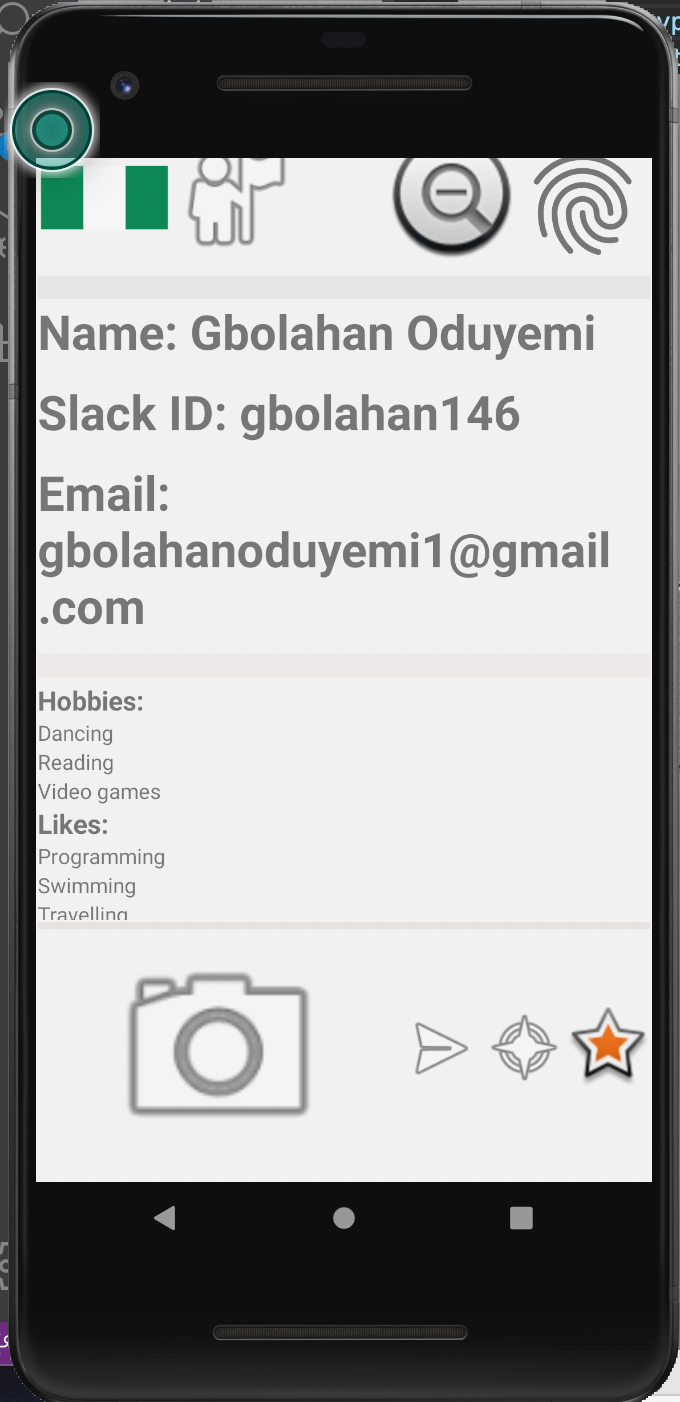 Name: Gbolahan Oduyemi
Slack ID: gbolahan146
Email:
gbolahanoduyemi1@gmail
.com
Hobbies:
Dancing
Reading
Video games
Likes:
Programming
Swimming
Travelling